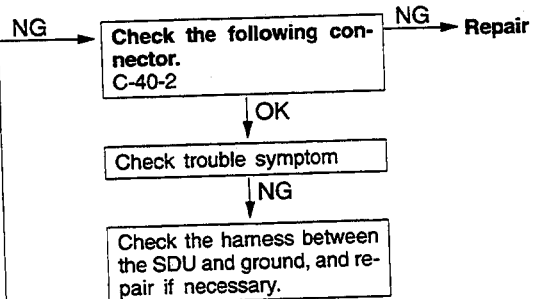 NG
Check the following con-
nector.
C-40-2
NG
Repair
OK
Check trouble symptom
NG
Check the harness between
the SDU and ground, and re-
pair if necessary.